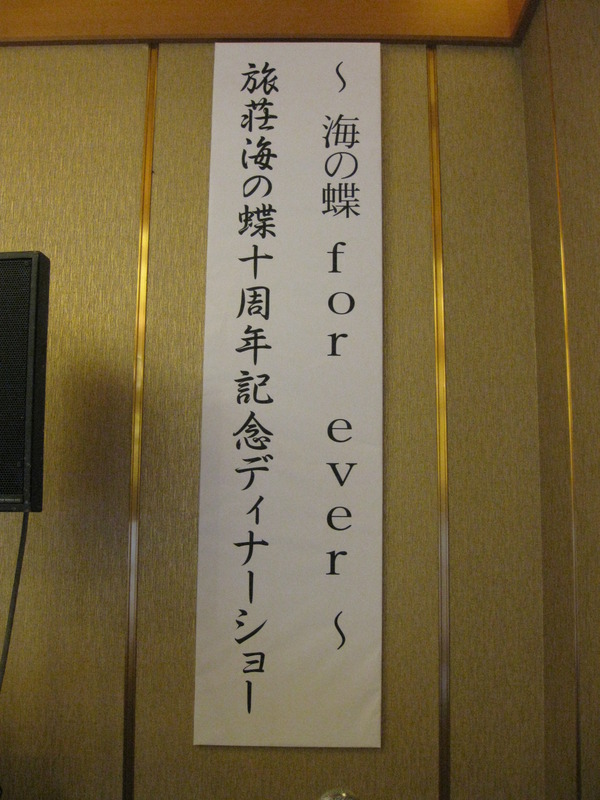 ～ 海の蝶 for ever ～
旅荘海の蝶十周年記念ディナーショー